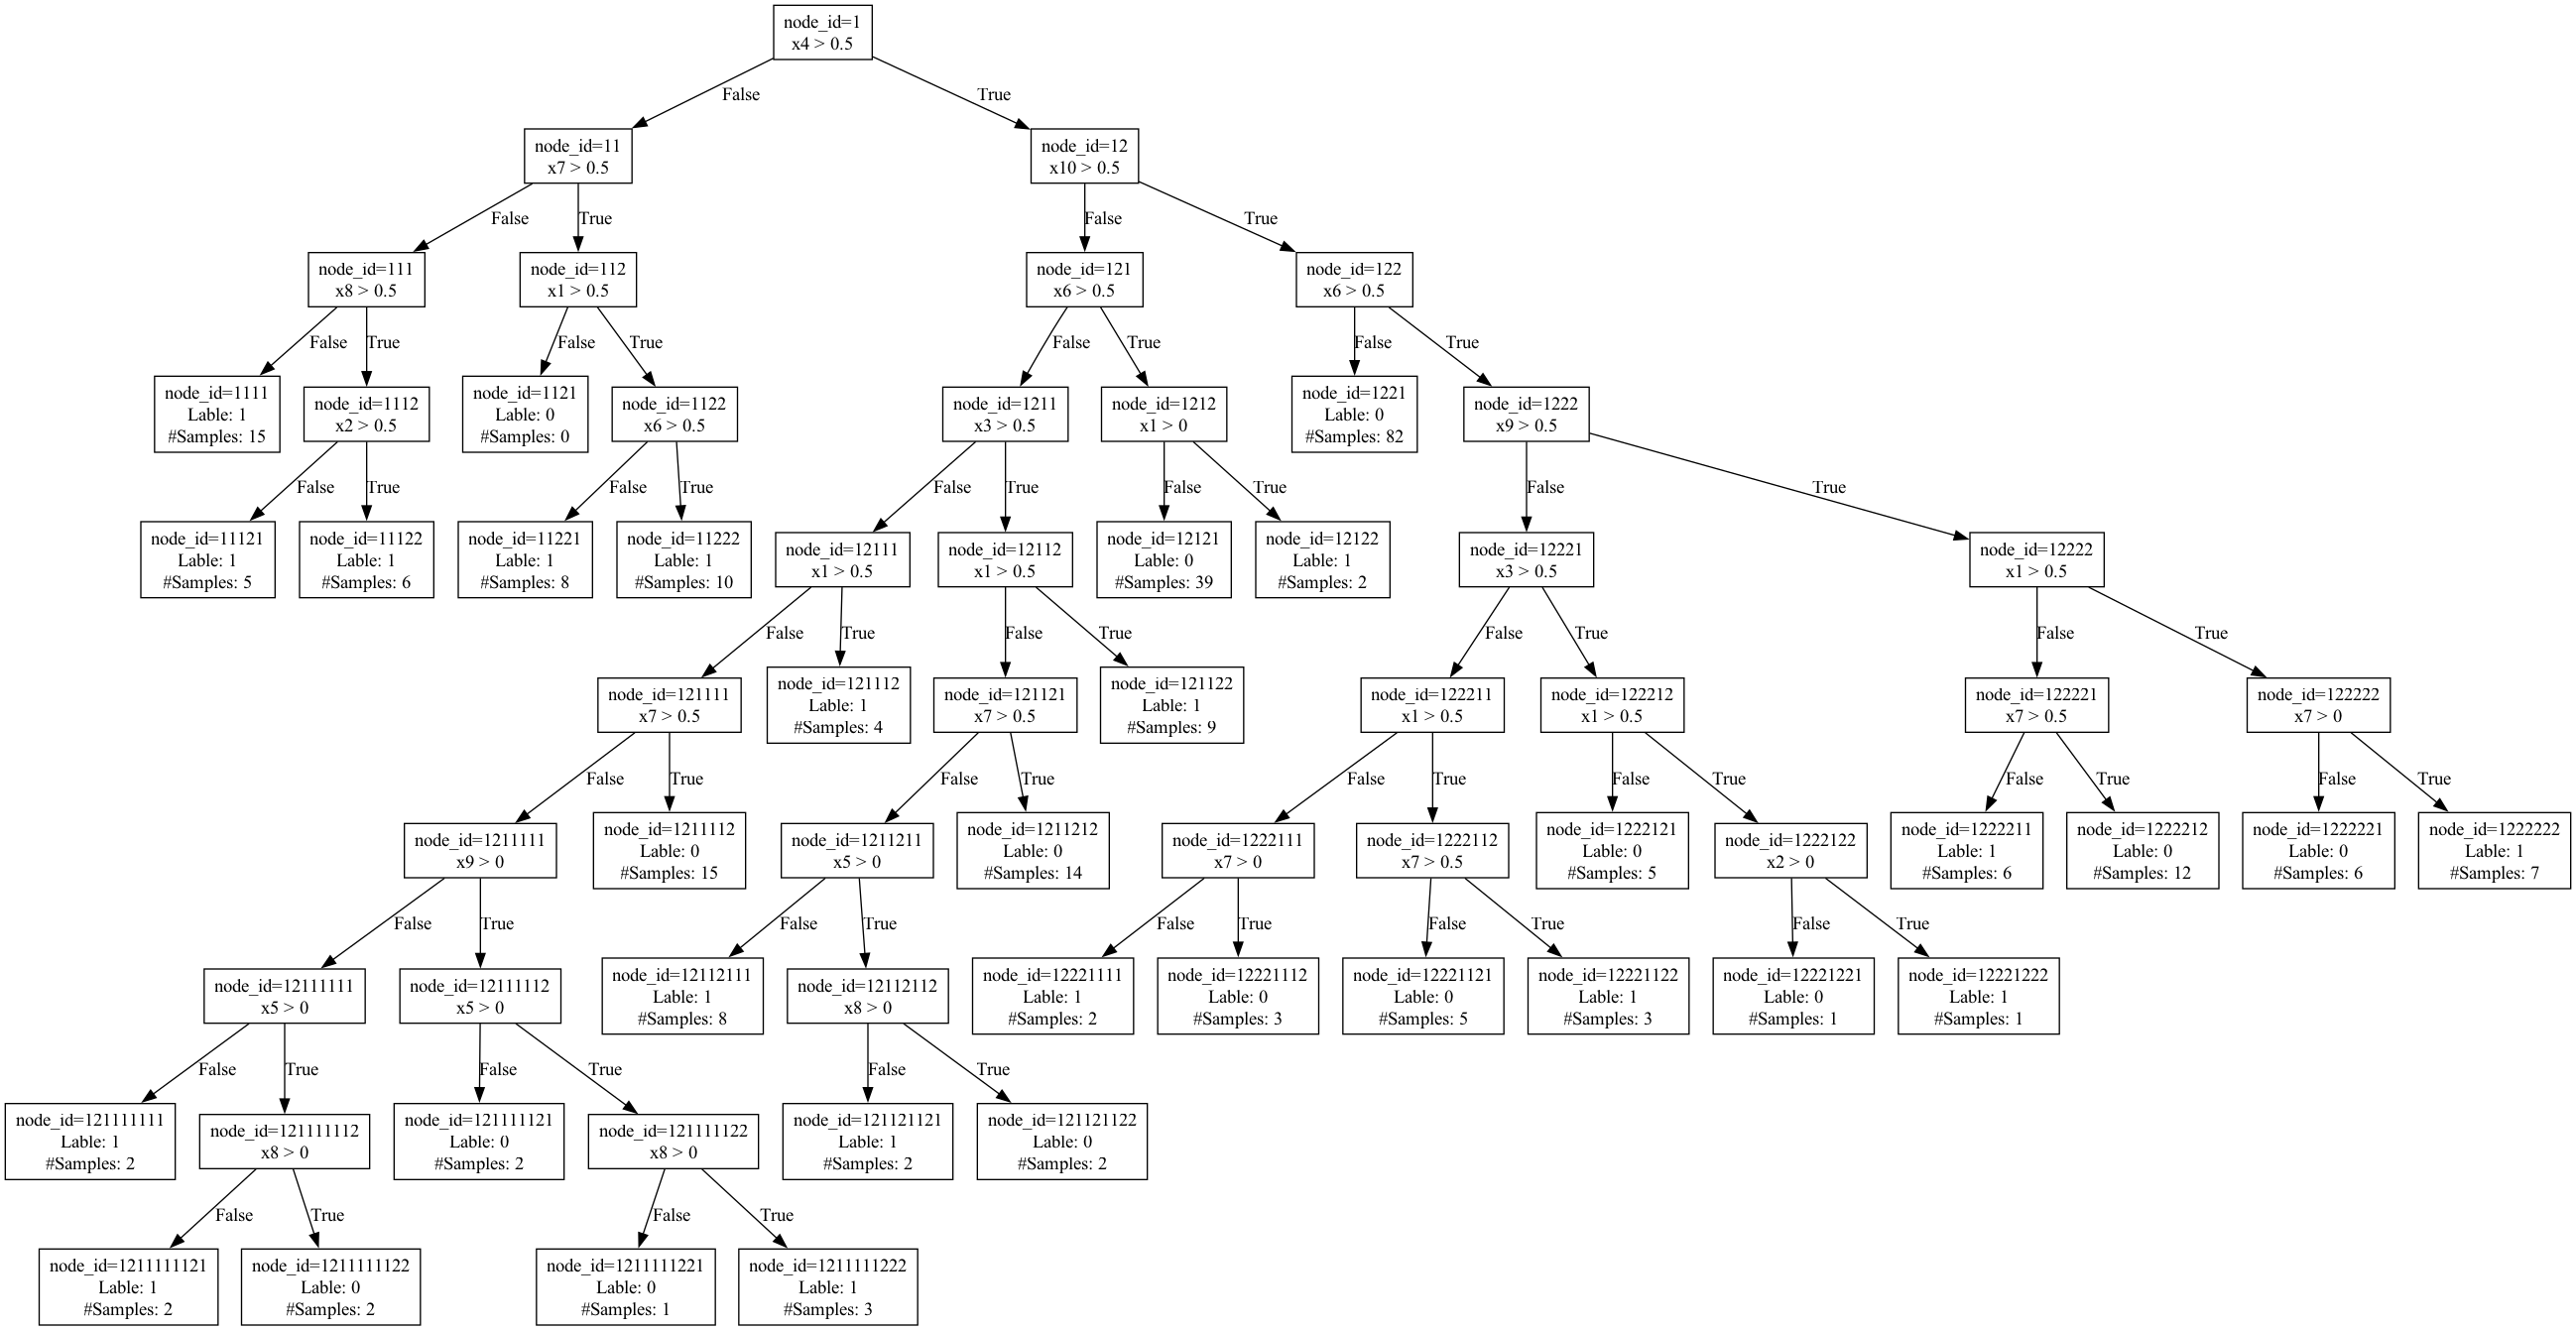 node_id=1
x4 > 0.5
False
True
node_id=11
x7 > 0.5
node_id=12
x10 > 0.5
False
True
False
True
node_id=111
x8 > 0.5
node_id=112
x1 > 0.5
node_id=121
x6 > 0.5
node_id=122
x6 > 0.5
False
True
False
True
False
True
False
True
node_id=1111
Lable: 1
#Samples: 15
node_id=1112
x2 > 0.5
node_id=1121
Lable: 0
#Samples: 0
node_id=1122
x6 > 0.5
node_id=1211
x3 > 0.5
node_id=1212
x1 > 0
node_id=1221
Lable: 0
#Samples: 82
node_id=1222
x9 > 0.5
False
True
False
True
False
True
False
True
False
True
node_id=11121
Lable: 1
#Samples: 5
node_id=11122
Lable: 1
#Samples: 6
node_id=11221
Lable: 1
#Samples: 8
node_id=11222
Lable: 1
#Samples: 10
node_id=12111
x1 > 0.5
node_id=12112
x1 > 0.5
node_id=12121
Lable: 0
#Samples: 39
node_id=12122
Lable: 1
#Samples: 2
node_id=12221
x3 > 0.5
node_id=12222
x1 > 0.5
False
True
False
True
False
True
False
True
node_id=121111
x7 > 0.5
node_id=121112
Lable: 1
#Samples: 4
node_id=121121
x7 > 0.5
node_id=121122
Lable: 1
#Samples: 9
node_id=122211
x1 > 0.5
node_id=122212
x1 > 0.5
node_id=122221
x7 > 0.5
node_id=122222
x7 > 0
False
True
False
True
False
True
False
True
False
True
False
True
node_id=1211111
x9 > 0
node_id=1211112
Lable: 0
#Samples: 15
node_id=1211211
x5 > 0
node_id=1211212
Lable: 0
#Samples: 14
node_id=1222111
x7 > 0
node_id=1222112
x7 > 0.5
node_id=1222121
Lable: 0
#Samples: 5
node_id=1222122
x2 > 0
node_id=1222211
Lable: 1
#Samples: 6
node_id=1222212
Lable: 0
#Samples: 12
node_id=1222221
Lable: 0
#Samples: 6
node_id=1222222
Lable: 1
#Samples: 7
False
True
False
True
False
True
False
True
False
True
node_id=12111111
x5 > 0
node_id=12111112
x5 > 0
node_id=12112111
Lable: 1
#Samples: 8
node_id=12112112
x8 > 0
node_id=12221111
Lable: 1
#Samples: 2
node_id=12221112
Lable: 0
#Samples: 3
node_id=12221121
Lable: 0
#Samples: 5
node_id=12221122
Lable: 1
#Samples: 3
node_id=12221221
Lable: 0
#Samples: 1
node_id=12221222
Lable: 1
#Samples: 1
False
True
False
True
False
True
node_id=121111111
Lable: 1
#Samples: 2
node_id=121111112
x8 > 0
node_id=121111121
Lable: 0
#Samples: 2
node_id=121111122
x8 > 0
node_id=121121121
Lable: 1
#Samples: 2
node_id=121121122
Lable: 0
#Samples: 2
False
True
False
True
node_id=1211111121
Lable: 1
#Samples: 2
node_id=1211111122
Lable: 0
#Samples: 2
node_id=1211111221
Lable: 0
#Samples: 1
node_id=1211111222
Lable: 1
#Samples: 3